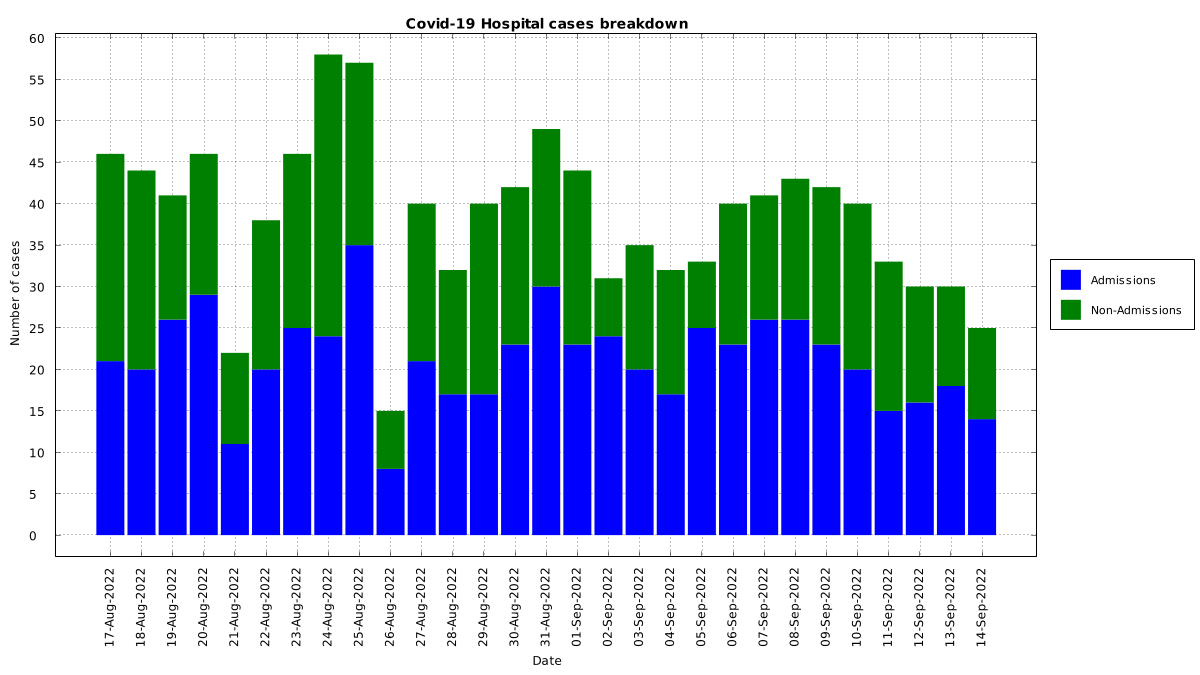 Covid-19 Hospital cases breakdown
60
55
50
45
40
35
30
25
20
15
10
5
0
Number of cases
17-Aug-2022
18-Aug-2022
19-Aug-2022
20-Aug-2022
21-Aug-2022
22-Aug-2022
23-Aug-2022
24-Aug-2022
25-Aug-2022
26-Aug-2022
27-Aug-2022
28-Aug-2022
29-Aug-2022
30-Aug-2022
31-Aug-2022
01-Sep-2022
02-Sep-2022
03-Sep-2022
04-Sep-2022
05-Sep-2022
06-Sep-2022
07-Sep-2022
08-Sep-2022
09-Sep-2022
10-Sep-2022
11-Sep-2022
12-Sep-2022
13-Sep-2022
14-Sep-2022
Date
Admissions
Non-Admissions